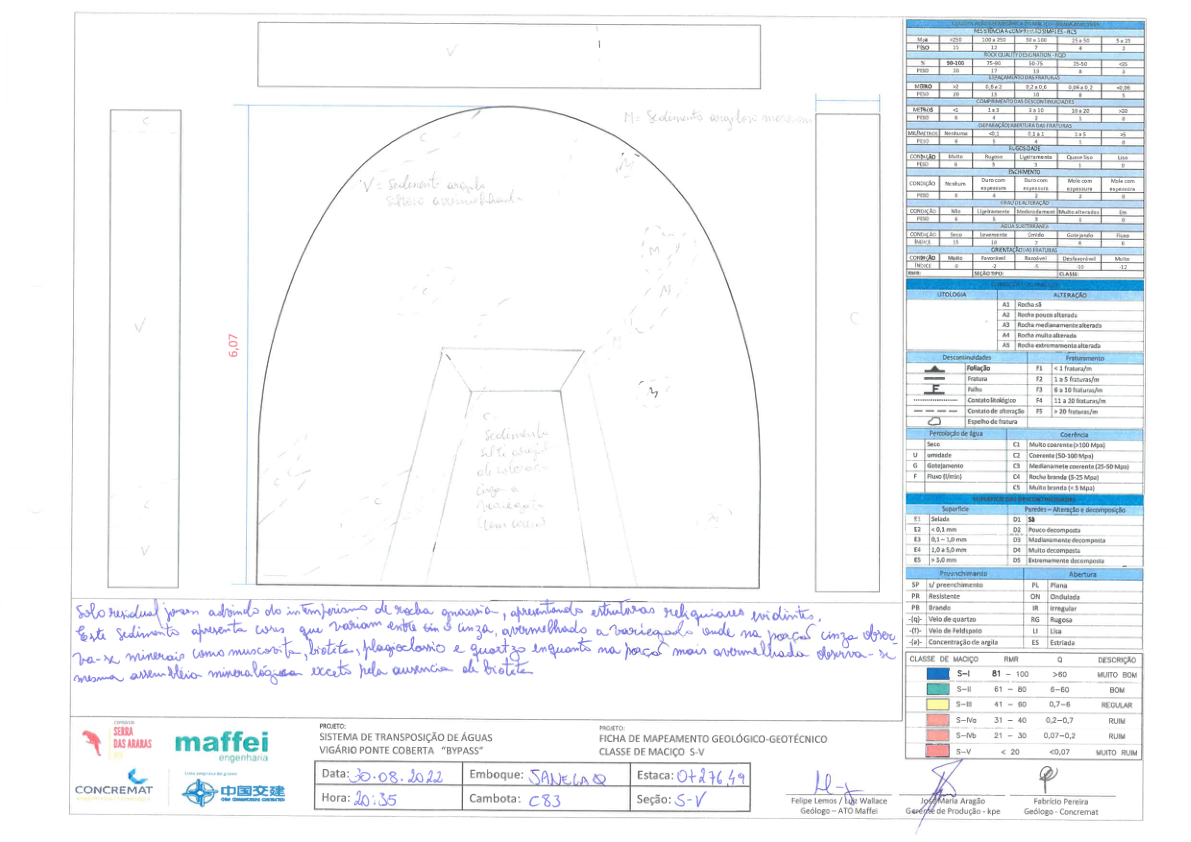 V
C
V
C
V
6,07
M = Sedimento argiloso marrom
V = Sedimento argilo
siltoso avermelhado
C
C
M
M
M
C
C
C
C
Sedimento
silte argilo
de coloração
cinza a
variegado
Solo residual jovem advindo do intemperismo de rocha gnaissica, apresentando estruturas reliquiares evidentes.
Este sedimento apresenta cores que variam entre cinza, avermelhado a variegado onde na porção cinza obser-
va-se minerais como muscovita, biotita, plagioclasio e quartzo enquanto na porção mais avermelhada observa-se
mesma assembleia mineralógica exceto pela ausencia de biotita
RESISTÊNCIA A COMPRESSÃO SIMPLES - RCS
MPa >250 100 a 250 50 a 100 25 a 50 5 a 25
PESO 15 12 7 4 2
ROCK QUALITY DESIGNATION - RQD
% 90-100 75-90 50-75 25-50 <25
PESO 20 17 13 8 3
ESPAÇAMENTO DAS FRATURAS
METRO >2 0,6 a 2 0,2 a 0,6 0,06 a 0,2 <0,06
PESO 20 15 10 8 5
COMPRIMENTO DAS DESCONTINUIDADES
METROS <1 1 a 3 3 a 10 10 a 20 >20
PESO 6 4 2 1 0
SEPARAÇÃO/ABERTURA DAS FRATURAS
MILÍMETROS Nenhuma <0,1 0,1 a 1 1 a 5 >5
PESO 6 5 4 1 0
RUGOSIDADE
CONDIÇÃO Muito Rugoso Ligeiramente Quase liso Liso
PESO 6 5 3 1 0
ENCHIMENTO
CONDIÇÃO Nenhum Duro com espessura Duro com espessura Mole com espessura Mole com espessura
PESO 6 4 2 2 0
GRAU DE ALTERAÇÃO
CONDIÇÃO Não Ligeiramente Moderadament Muito alterados Em
PESO 6 5 3 1 0
ÁGUA SUBTERRÂNEA
CONDIÇÃO Seco Levemente Úmido Gotejando Fluxo
ÍNDICE 15 10 7 4 0
ORIENTAÇÃO DAS FRATURAS
CONDIÇÃO Muito Favorável Razoável Desfavorável Muito
ÍNDICE 0 -2 -5 -10 -12
RMR: SEÇÃO TIPO: CLASSE:
LITOLOGIA ALTERAÇÃO
A1 Rocha sã
A2 Rocha pouco alterada
A3 Rocha medianamente alterada
A4 Rocha muito alterada
A5 Rocha extremamente alterada
Descontinuidades Fraturamento
Foliação F1 < 1 fratura/m
Fratura F2 1 a 5 fraturas/m
F Falha F3 6 a 10 fraturas/m
Contato litológico F4 11 a 20 fraturas/m
Contato de alteração F5 > 20 fraturas/m
Espelho de fratura
Percolação de água Coerência
Seco C1 Muito coerente (>100 Mpa)
U umidade C2 Coerente (50-100 Mpa)
G Gotejamento C3 Medianamete coerente (25-50 Mpa)
F Fluxo (l/min) C4 Rocha branda (5-25 Mpa)
C5 Muito branda (< 5 Mpa)
Superfície Paredes – Alteração e decomposição
E1 Selada D1 Sã
E2 < 0,1 mm D2 Pouco decomposta
E3 0,1 – 1,0 mm D3 Medianamente decomposta
E4 1,0 a 5,0 mm D4 Muito decomposta
E5 > 5,0 mm D5 Extremamente decomposta
Preenchimento Abertura
SP s/ preenchimento PL Plana
PR Resistente ON Ondulada
PB Brando IR Irregular
-(q)- Veio de quartzo RG Rugosa
-(f)- Veio de Feldspato LI Lisa
-(a)- Concentração de argila ES Estriada
CLASSE DE MACIÇO RMR Q DESCRIÇÃO
S-I 81 – 100 >60 MUITO BOM
S-II 61 – 80 6-60 BOM
S-III 41 – 60 0,7-6 REGULAR
S-IVa 31 – 40 0,2-0,7 RUIM
S-IVb 21 – 30 0,07-0,2 RUIM
S-V < 20 <0,07 MUITO RUIM
SERRA
DAS ARARAS
maffei
engenharia
CONCREMAT
中国交建
PROJETO:
SISTEMA DE TRANSPOSIÇÃO DE ÁGUAS
VIGÁRIO PONTE COBERTA "BYPASS"
PROJETO:
FICHA DE MAPEAMENTO GEOLÓGICO-GEOTÉCNICO
CLASSE DE MACIÇO S-V
Data: 30.08.2022 Emboque: JANELA Estaca: 0+276,49
Hora: 20:35 Cambota: C83 Seção: S-V
Felipe Lemos / Luiz Wallace
Geólogo – ATO Maffei
José Maria Aragão
Gerente de Produção - kpe
Fabrício Pereira
Geólogo - Concremat